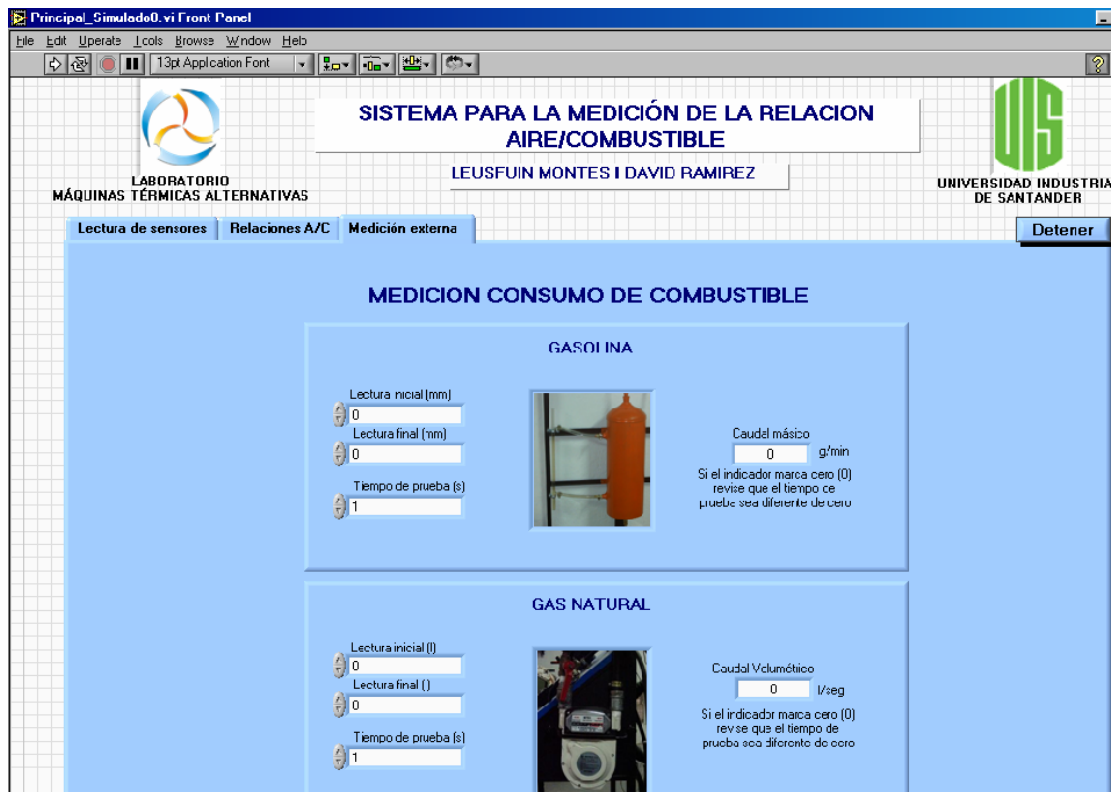 Principal_Simulado0.vi Front Panel
File Edit Operate Tools Browse Window Help
13pt Application Font
?
SISTEMA PARA LA MEDICIÓN DE LA RELACION
AIRE/COMBUSTIBLE
LEUSFUIN MONTES I DAVID RAMIREZ
LABORATORIO
MÁQUINAS TÉRMICAS ALTERNATIVAS
UIS
UNIVERSIDAD INDUSTRIA
DE SANTANDER
Lectura de sensores
Relaciones A/C
Medición externa
Detener
MEDICION CONSUMO DE COMBUSTIBLE
GASOLINA
Lectura inicial (mm)
0
Lectura final (mm)
0
Tiempo de prueba (s)
1
Caudal másico
0 g/min
Si el indicador marca cero (0)
revise que el tiempo de
prueba sea diferente de cero
GAS NATURAL
Lectura inicial (l)
0
Lectura final ()
0
Tiempo de prueba (s)
1
Caudal Volumétrico
0 l/seg
Si el indicador marca cero (0)
revise que el tiempo de
prueba sea diferente de cero